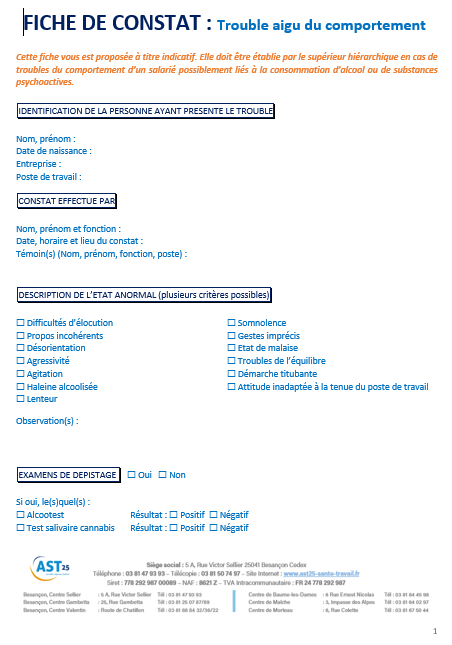 FICHE DE CONSTAT : Trouble aigu du comportement
Cette fiche vous est proposée à titre indicatif. Elle doit être établie par le supérieur hiérarchique en cas de
troubles du comportement d'un salarié possiblement liés à la consommation d'alcool ou de substances
psychoactives.
IDENTIFICATION DE LA PERSONNE AYANT PRESENTE LE TROUBLE
Nom, prénom :
Date de naissance :
Entreprise :
Poste de travail :
CONSTAT EFFECTUE PAR
Nom, prénom et fonction :
Date, horaire et lieu du constat :
Témoin(s) (Nom, prénom, fonction, poste) :
DESCRIPTION DE L'ETAT ANORMAL (plusieurs critères possibles)
☐ Difficultés d'élocution ☐ Somnolence
☐ Propos incohérents ☐ Gestes imprécis
☐ Désorientation ☐ Etat de malaise
☐ Agressivité ☐ Troubles de l'équilibre
☐ Agitation ☐ Démarche titubante
☐ Haleine alcoolisée ☐ Attitude inadaptée à la tenue du poste de travail
☐ Lenteur
Observation(s) :
EXAMENS DE DEPISTAGE ☐ Oui ☐ Non
Si oui, le(s)quel(s) :
☐ Alcootest Résultat : ☐ Positif ☐ Négatif
☐ Test salivaire cannabis Résultat : ☐ Positif ☐ Négatif
AST25
Siège social : 5 A, Rue Victor Sellier 25041 Besançon Cedex
Téléphone : 03 81 47 93 93 – Télécopie : 03 81 50 74 97 – Site Internet : www.ast25-sante-travail.fr
Siret : 778 292 987 00089 – NAF : 8621 Z – TVA Intracommunautaire : FR 24 778 292 987
Besançon, Centre Sellier : 5 A, Rue Victor Sellier Tél : 03 81 47 93 93 Centre de Baume-les-Dames : 6 Rue Ernest Nicolas Tél : 03 81 84 45 98
Besançon, Centre Gambetta : 25, Rue Gambetta Tél : 03 81 25 07 87/89 Centre de Maîche : 3, Impasse des Alpes Tél : 03 81 64 02 97
Besançon, Centre Valentin : Route de Chatillon Tél : 03 81 88 84 32/36/22 Centre de Morteau : 6, Rue Colette Tél : 03 81 67 50 44
1